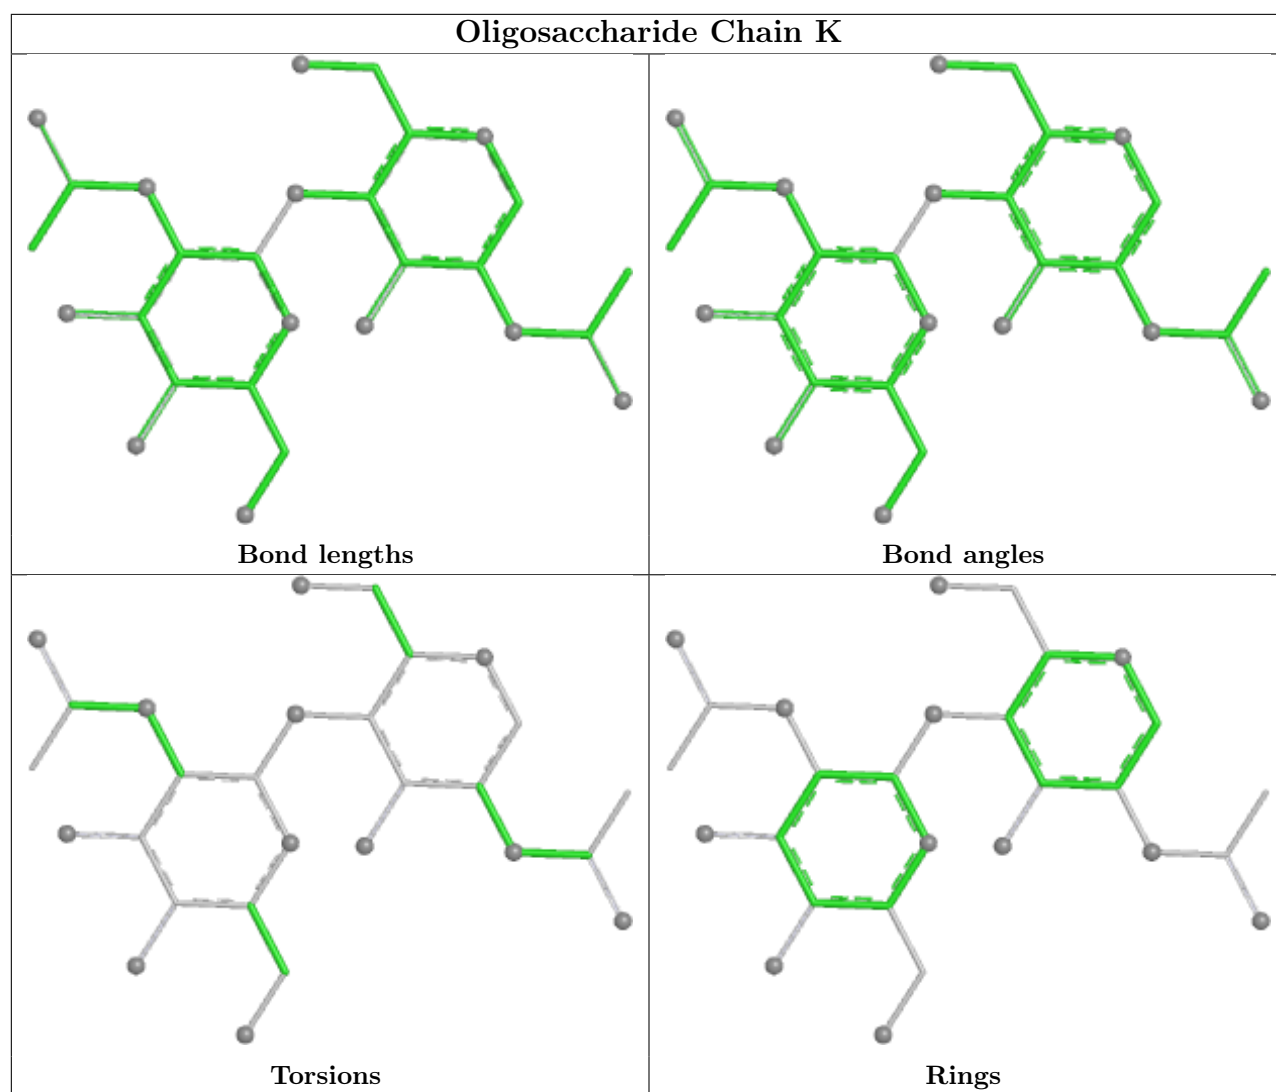 Oligosaccharide Chain K
Bond lengths
Bond angles
Torsions
Rings